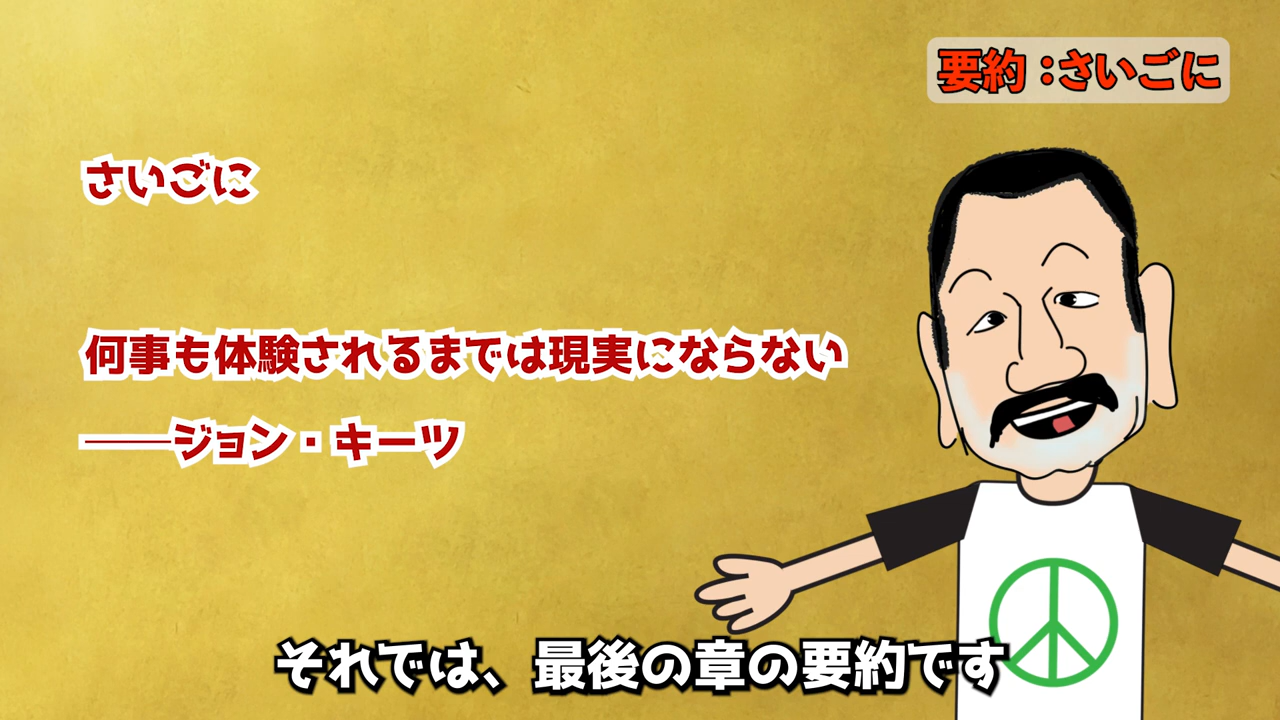 要約：さいごに
さいごに
何事も体験されるまでは現実にならない
──ジョン・キーツ
それでは、最後の章の要約です